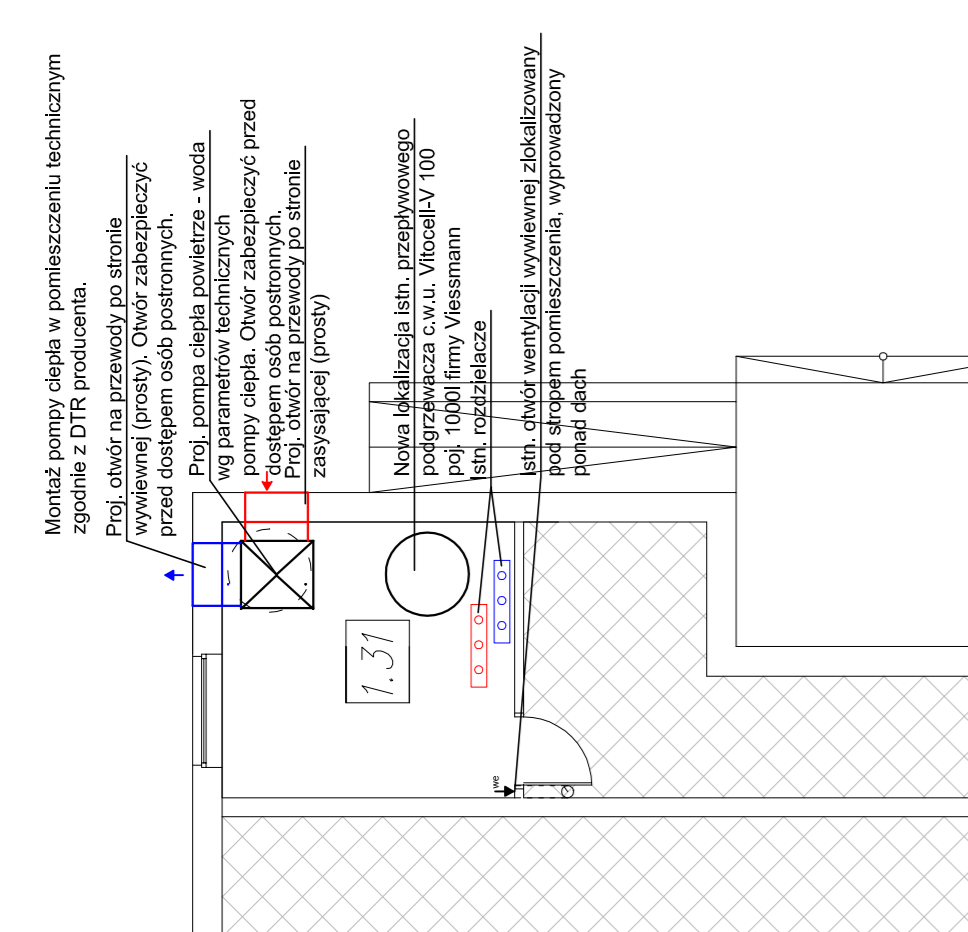 Montaż pompy ciepła w pomieszczeniu technicznym
zgodnie z DTR producenta.
Proj. otwór na przewody po stronie
wywiewnej (prosty). Otwór zabezpieczyć
przed dostępem osób postronnych.
Proj. pompa ciepła powietrze - woda
wg parametrów technicznych
pompy ciepła. Otwór zabezpieczyć przed
dostępem osób postronnych.
Proj. otwór na przewody po stronie
zasysającej (prosty)
Nowa lokalizacja istn. przepływowego
podgrzewacza c.w.u. Vitocell-V 100
poj. 1000l firmy Viessmann
Istn. rozdzielacze
Istn. otwór wentylacji wywiewnej zlokalizowany
pod stropem pomieszczenia, wyprowadzony
ponad dach
1.31
we